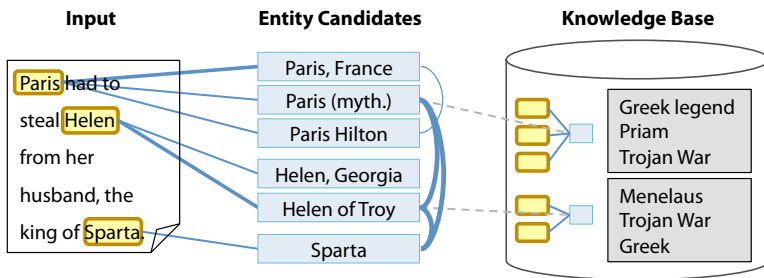 Input
Entity Candidates
Knowledge Base
Paris had to
steal Helen
from her
husband, the
king of Sparta.
Paris, France
Paris (myth.)
Paris Hilton
Helen, Georgia
Helen of Troy
Sparta
Greek legend
Priam
Trojan War
Menelaus
Trojan War
Greek